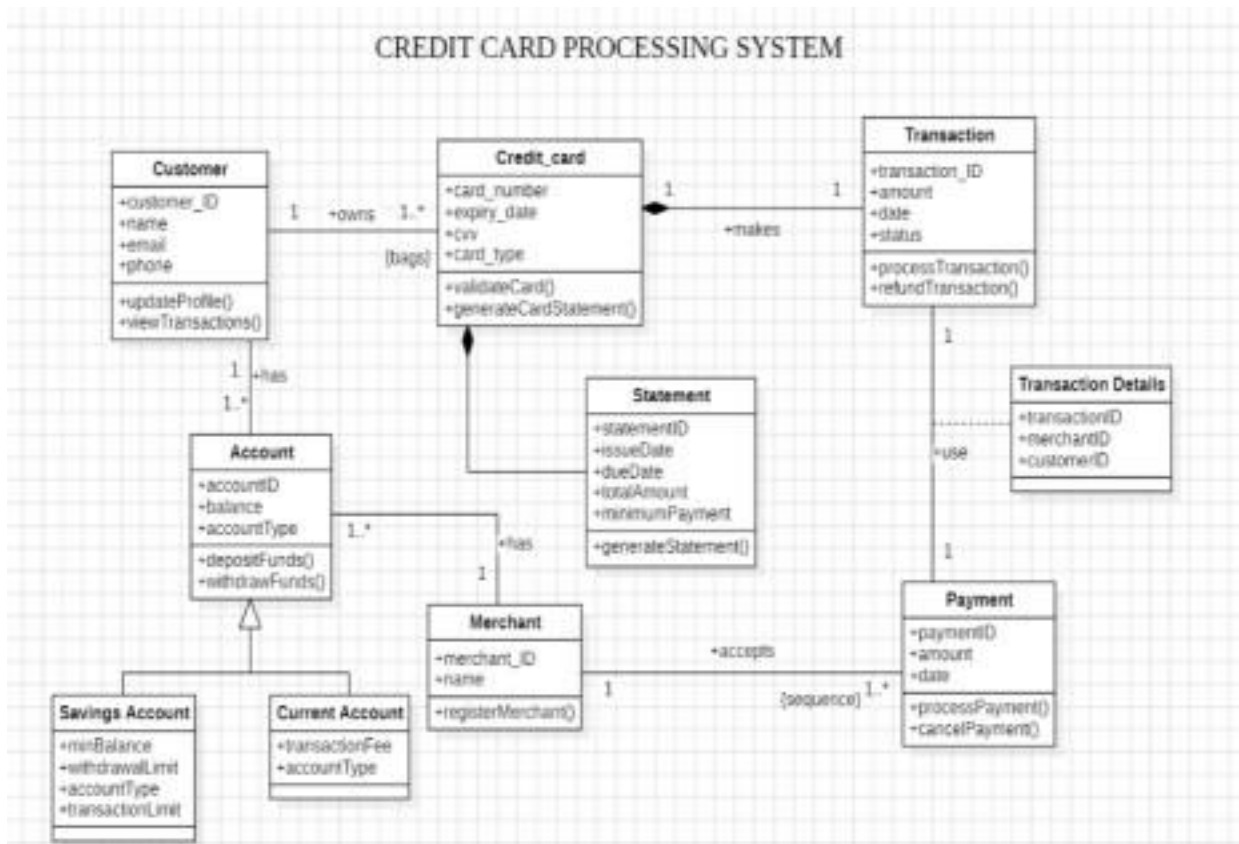 CREDIT CARD PROCESSING SYSTEM
Customer
+customer_ID
+name
+email
+phone
+updateProfile()
+viewTransactions()
1
+owns
1..*
{bags}
Credit_card
+card_number
+expiry_date
+cvv
+card_type
+validateCard()
+generateCardStatement()
1
1
+makes
Transaction
+transaction_ID
+amount
+date
+status
+processTransaction()
+refundTransaction()
1
+has
1..*
Account
+accountID
+balance
+accountType
+depositFunds()
+withdrawFunds()
Statement
+statementID
+issueDate
+dueDate
+totalAmount
+minimumPayment
+generateStatement()
1
+use
1
Transaction Details
+transactionID
+merchantID
+customerID
1..*
+has
1
Merchant
+merchant_ID
+name
+registerMerchant()
+accepts
1
{sequence}
1..*
Payment
+paymentID
+amount
+date
+processPayment()
+cancelPayment()
Savings Account
+minBalance
+withdrawalLimit
+accountType
+transactionLimit
Current Account
+transactionFee
+accountType